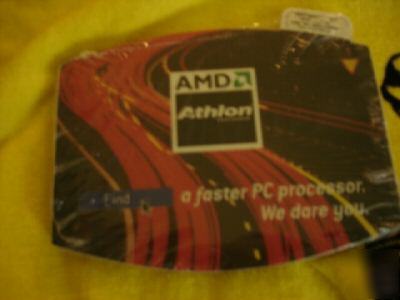 AMD
Athlon
Find
a faster PC processor.
We dare you.